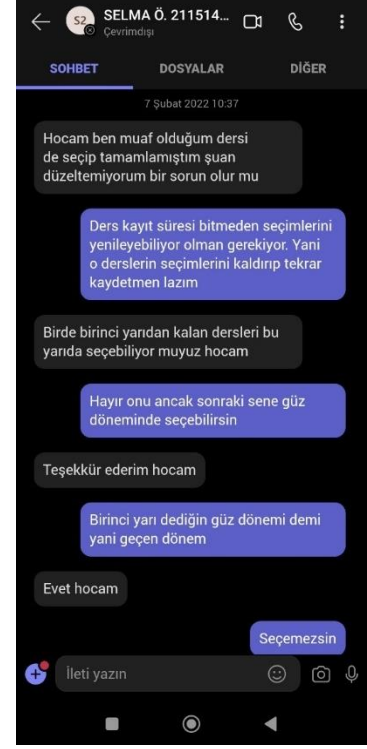 S2
SELMA Ö. 211514...
Çevrimdışı
SOHBET
DOSYALAR
DİĞER
7 Şubat 2022 10:37
Hocam ben muaf olduğum dersi
de seçip tamamlamıştım şuan
düzeltemiyorum bir sorun olur mu
Ders kayıt süresi bitmeden seçimlerini
yenileyebiliyor olman gerekiyor. Yani
o derslerin seçimlerini kaldırıp tekrar
kaydetmen lazım
Birde birinci yarıdan kalan dersleri bu
yarıda seçebiliyor muyuz hocam
Hayır onu ancak sonraki sene güz
döneminde seçebilirsin
Teşekkür ederim hocam
Birinci yarı dediğin güz dönemi demi
yani geçen dönem
Evet hocam
Seçemezsin
İleti yazın